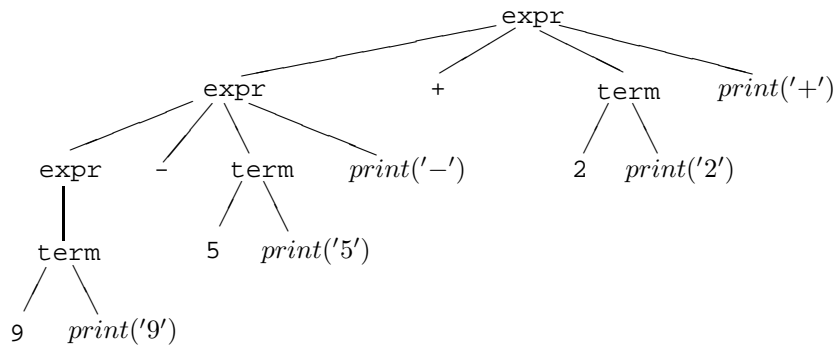 expr
expr + term print('+')
expr - term print('−') 2 print('2')
term 5 print('5')
9 print('9')